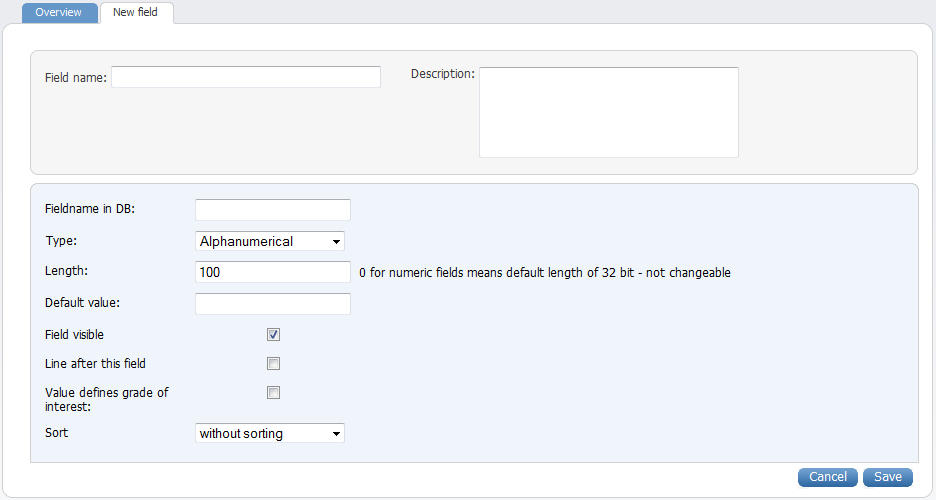 Overview
New field
Field name:
Description:
Fieldname in DB:
Type:
Alphanumerical
Length:
100
0 for numeric fields means default length of 32 bit - not changeable
Default value:
Field visible
Line after this field
Value defines grade of
interest:
Sort
without sorting
Cancel
Save